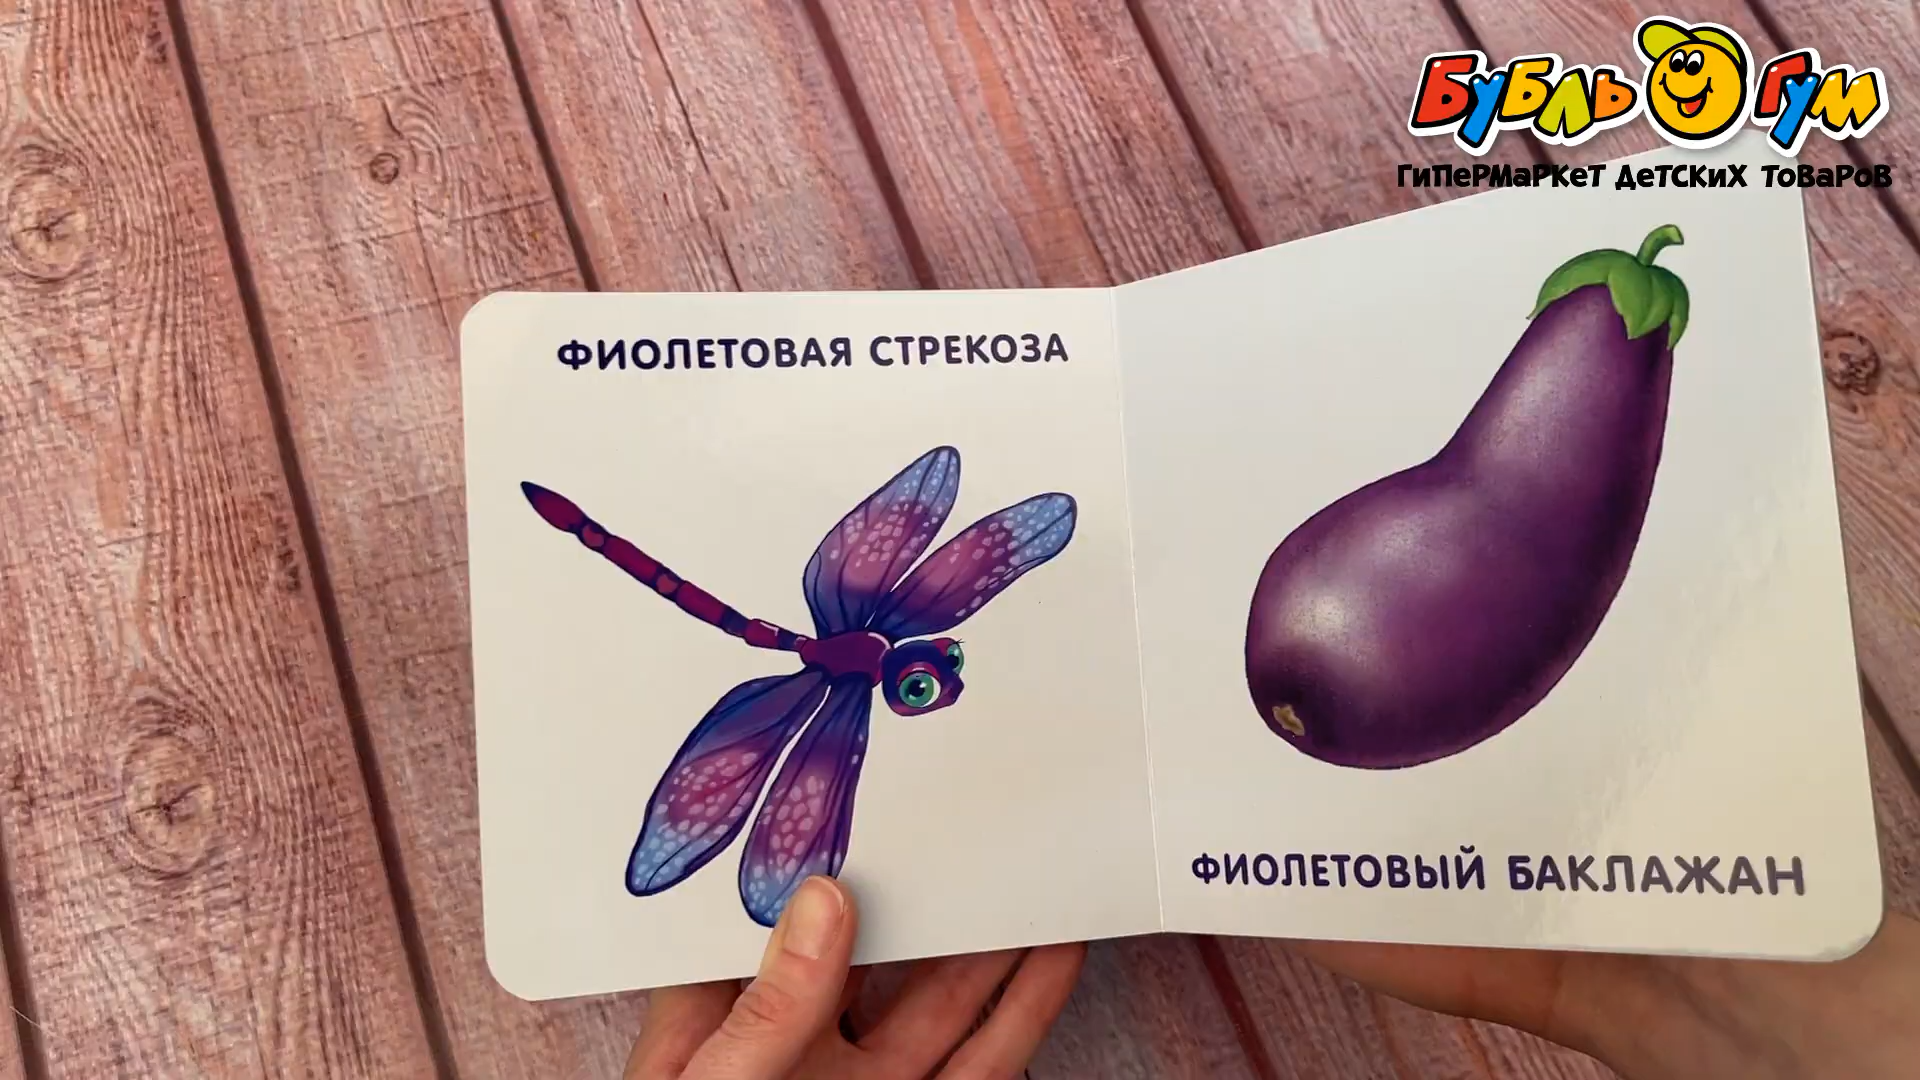 БУБЛЬ ГУМ
ГИПЕРМАРКЕТ ДЕТСКИХ ТОВАРОВ
ФИОЛЕТОВАЯ СТРЕКОЗА
ФИОЛЕТОВЫЙ БАКЛАЖАН